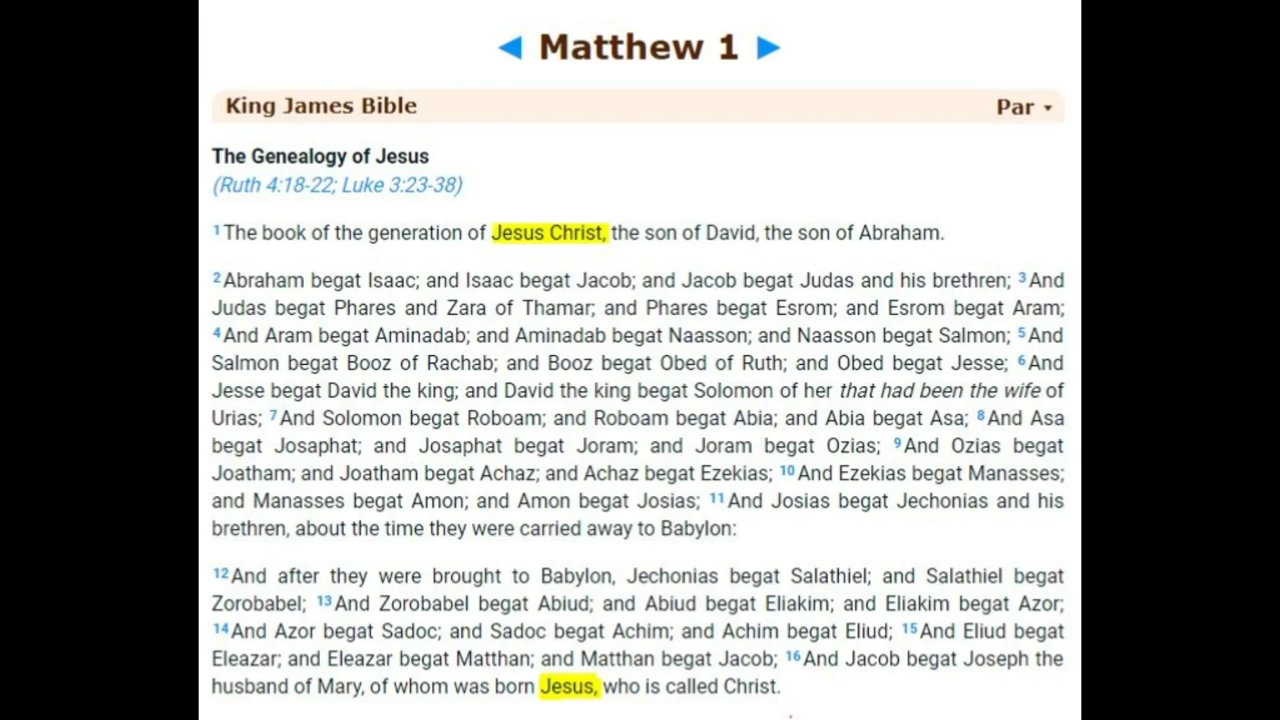 ◄ Matthew 1 ►
King James Bible Par ▾
The Genealogy of Jesus
(Ruth 4:18-22; Luke 3:23-38)
1 The book of the generation of Jesus Christ, the son of David, the son of Abraham.
2 Abraham begat Isaac; and Isaac begat Jacob; and Jacob begat Judas and his brethren; 3 And
Judas begat Phares and Zara of Thamar; and Phares begat Esrom; and Esrom begat Aram;
4 And Aram begat Aminadab; and Aminadab begat Naasson; and Naasson begat Salmon; 5 And
Salmon begat Booz of Rachab; and Booz begat Obed of Ruth; and Obed begat Jesse; 6 And
Jesse begat David the king; and David the king begat Solomon of her that had been the wife of
Urias; 7 And Solomon begat Roboam; and Roboam begat Abia; and Abia begat Asa; 8 And Asa
begat Josaphat; and Josaphat begat Joram; and Joram begat Ozias; 9 And Ozias begat
Joatham; and Joatham begat Achaz; and Achaz begat Ezekias; 10 And Ezekias begat Manasses;
and Manasses begat Amon; and Amon begat Josias; 11 And Josias begat Jechonias and his
brethren, about the time they were carried away to Babylon:
12 And after they were brought to Babylon, Jechonias begat Salathiel; and Salathiel begat
Zorobabel; 13 And Zorobabel begat Abiud; and Abiud begat Eliakim; and Eliakim begat Azor;
14 And Azor begat Sadoc; and Sadoc begat Achim; and Achim begat Eliud; 15 And Eliud begat
Eleazar; and Eleazar begat Matthan; and Matthan begat Jacob; 16 And Jacob begat Joseph the
husband of Mary, of whom was born Jesus, who is called Christ.